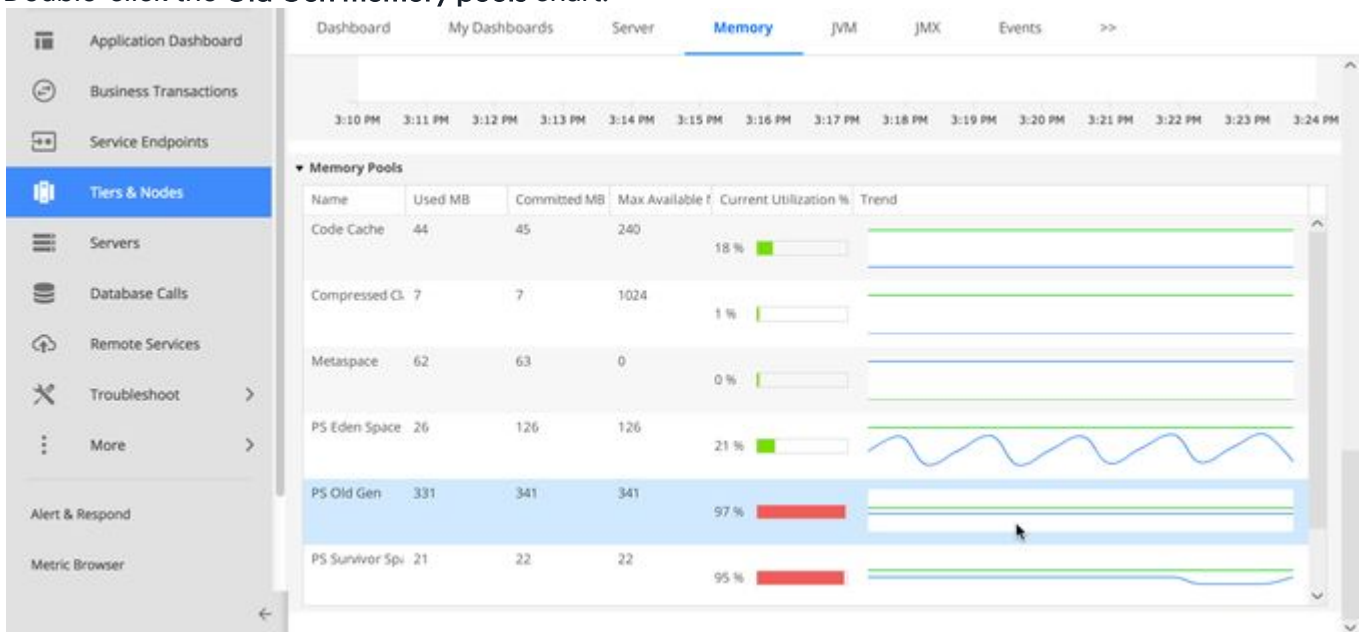 Double-click the Old Gen memory pools chart.
Dashboard My Dashboards Server Memory JVM JMX Events >>
Application Dashboard
Business Transactions
Service Endpoints
Tiers & Nodes
Servers
Database Calls
Remote Services
Troubleshoot >
More >
Alert & Respond
Metric Browser
3:10 PM 3:11 PM 3:12 PM 3:13 PM 3:14 PM 3:15 PM 3:16 PM 3:17 PM 3:18 PM 3:19 PM 3:20 PM 3:21 PM 3:22 PM 3:23 PM 3:24 PM
Memory Pools
Name Used MB Committed MB Max Available Current Utilization % Trend
Code Cache 44 45 240 18 %
Compressed 7 7 1024 1 %
Metaspace 62 63 0 0 %
PS Eden Space 26 126 126 21 %
PS Old Gen 331 341 341 97 %
PS Survivor 21 22 22 95 %